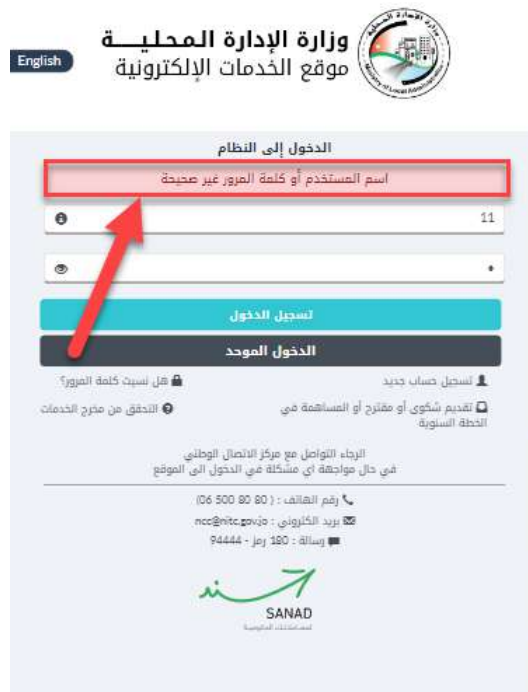 وزارة الإدارة المحليـــــة
موقع الخدمات الإلكترونية
English
الدخول إلى النظام
اسم المستخدم أو كلمة المرور غير صحيحة
11
تسجيل الدخول
الدخول الموحد
تسجيل حساب جديد
هل نسيت كلمة المرور؟
تقديم شكوى أو مقترح أو المساهمة في
الخطة السنوية
التحقق من مخرج الخدمات
الرجاء التواصل مع مركز الاتصال الوطني
في حال مواجهة اي مشكلة في الدخول الى الموقع
رقم الهاتف : ( 80 80 500 06)
بريد الكتروني : ncc@nitc.gov.jo
رسالة : 180 رمز - 94444
سند
SANAD